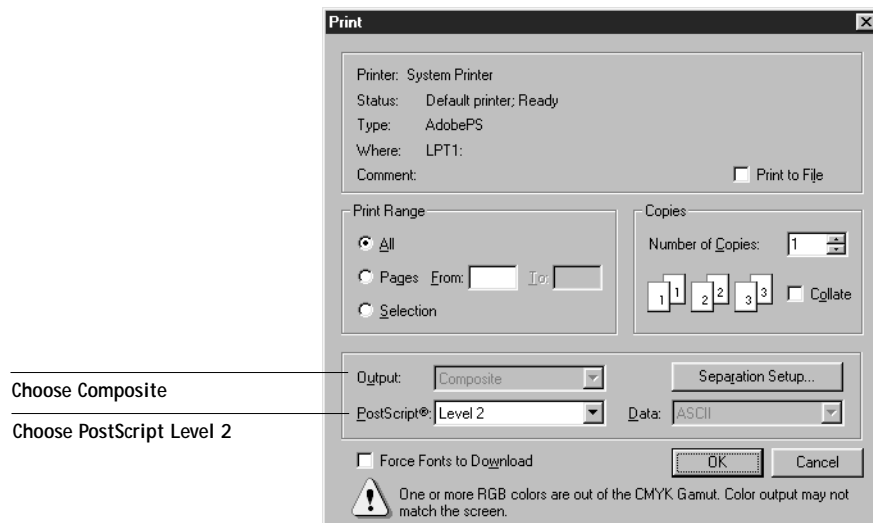 Print
Printer: System Printer
Status: Default printer; Ready
Type: AdobePS
Where: LPT1:
Comment:
Print to File
Print Range
All
Pages From: To:
Selection
Copies
Number of Copies: 1
1 1 2 2 3 3
Collate
Choose Composite
Output: Composite
Separation Setup...
Choose PostScript Level 2
PostScript®: Level 2
Data: ASCII
Force Fonts to Download
OK
Cancel
One or more RGB colors are out of the CMYK Gamut. Color output may not
match the screen.